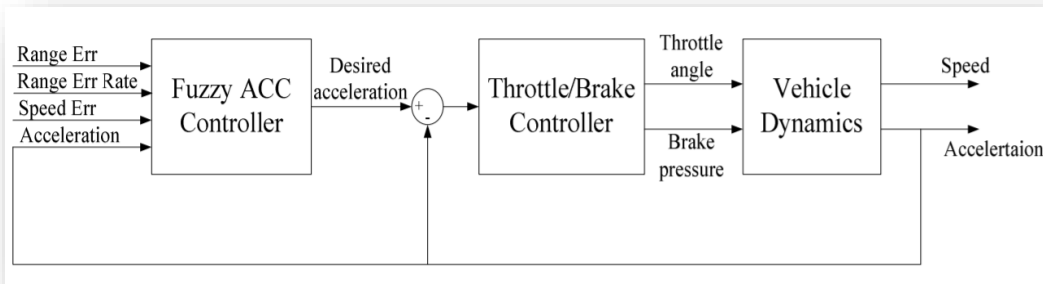 Range Err
Range Err Rate
Speed Err
Acceleration
Fuzzy ACC
Controller
Desired
acceleration
+
-
Throttle/Brake
Controller
Throttle
angle
Brake
pressure
Vehicle
Dynamics
Speed
Accelertaion